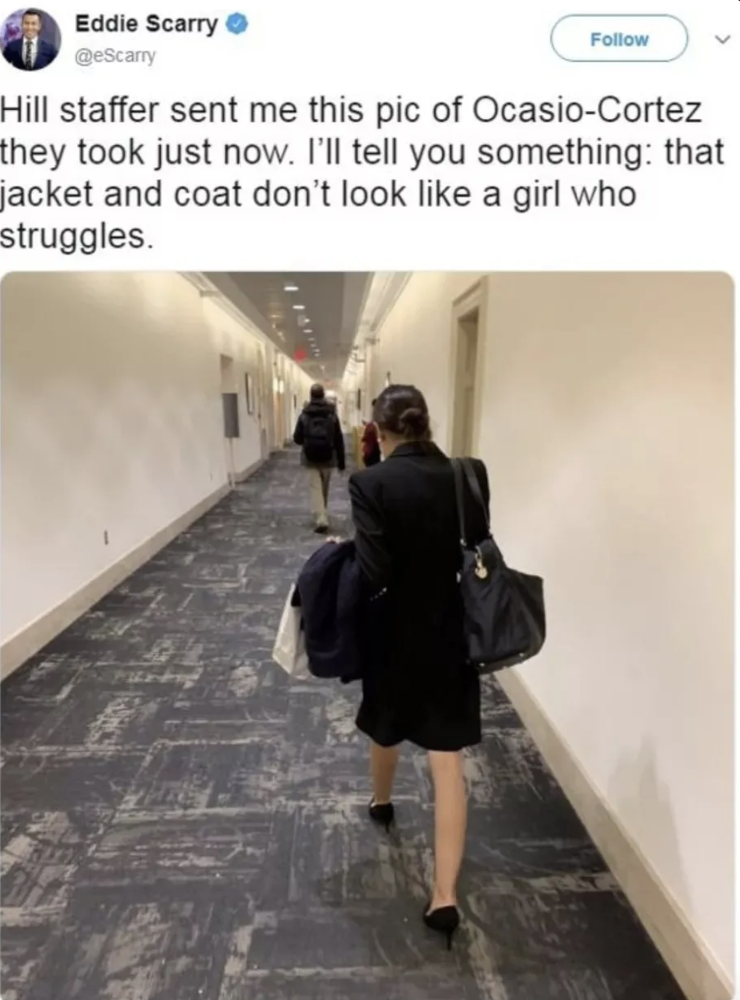 Eddie Scarry
@eScarry
Follow
Hill staffer sent me this pic of Ocasio-Cortez
they took just now. I’ll tell you something: that
jacket and coat don’t look like a girl who
struggles.